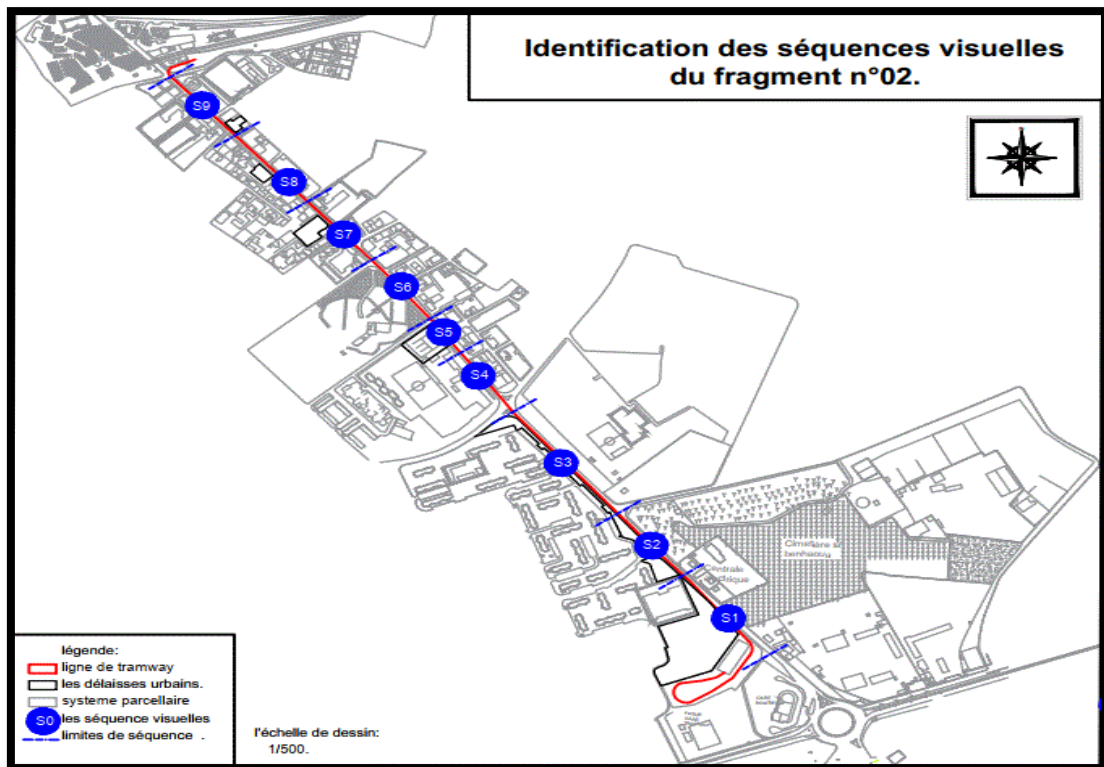 Identification des séquences visuelles
du fragment n°02.
S9
S8
S7
S6
S5
S4
S3
S2
Cimetière
benhaoua
Centrale
S1
légende:
ligne de tramway
les délaisses urbains.
systeme parcellaire
S0 les séquence visuelles
limites de séquence .
l'échelle de dessin:
1/500.